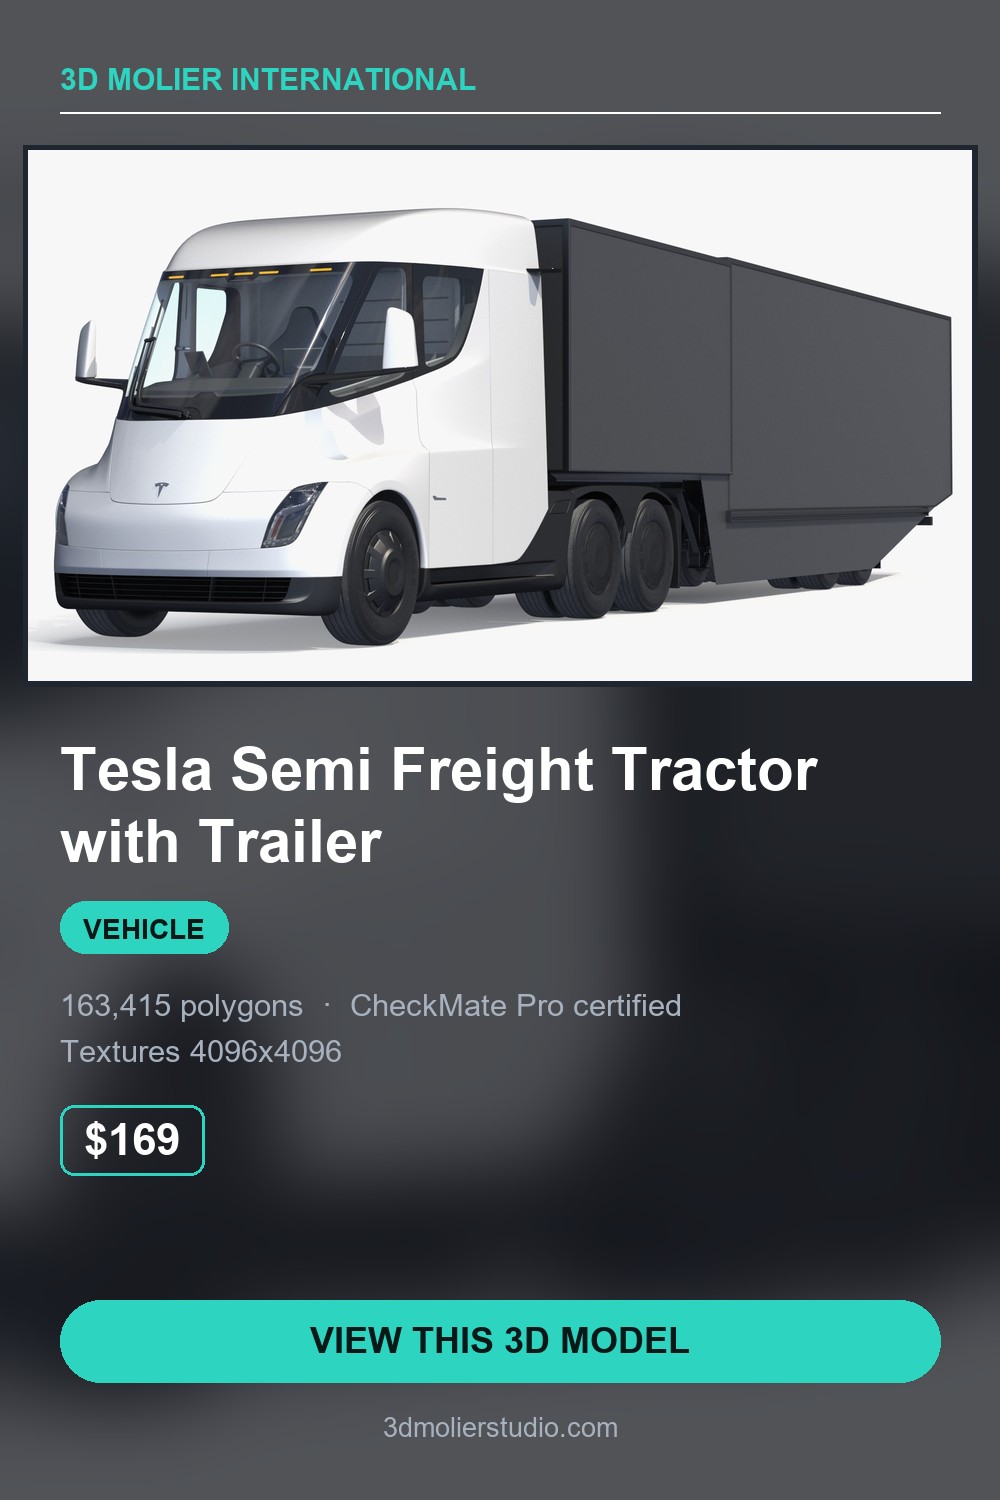 3D MOLIER INTERNATIONAL
Tesla Semi Freight Tractor
with Trailer
VEHICLE
163,415 polygons · CheckMate Pro certified
Textures 4096x4096
$169
VIEW THIS 3D MODEL
3dmolierstudio.com